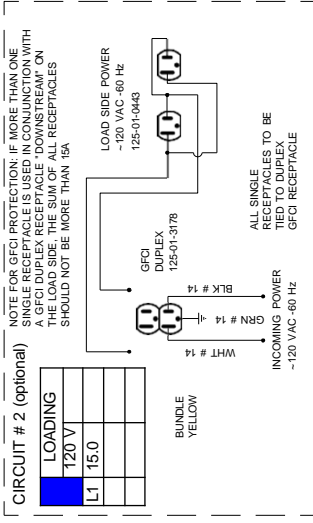 CIRCUIT # 2 (optional)
NOTE FOR GFCI PROTECTION: IF MORE THAN ONE
SINGLE RECEPTACLE IS USED IN CONJUNCTION WITH
A GFCI DUPLEX RECEPTACLE "DOWNSTREAM" ON
THE LOAD SIDE, THE SUM OF ALL RECEPTACLES
SHOULD NOT BE MORE THAN 15A
LOADING
120 V
L1 15.0
LOAD SIDE POWER
~120 VAC -60 Hz
125-01-0443
GFCI
DUPLEX
125-01-3178
BUNDLE
YELLOW
WHT # 14
GRN # 14
BLK # 14
INCOMING POWER
~120 VAC -60 Hz
ALL SINGLE
RECEPTACLES TO BE
TIED TO DUPLEX
GFCI RECEPTACLE